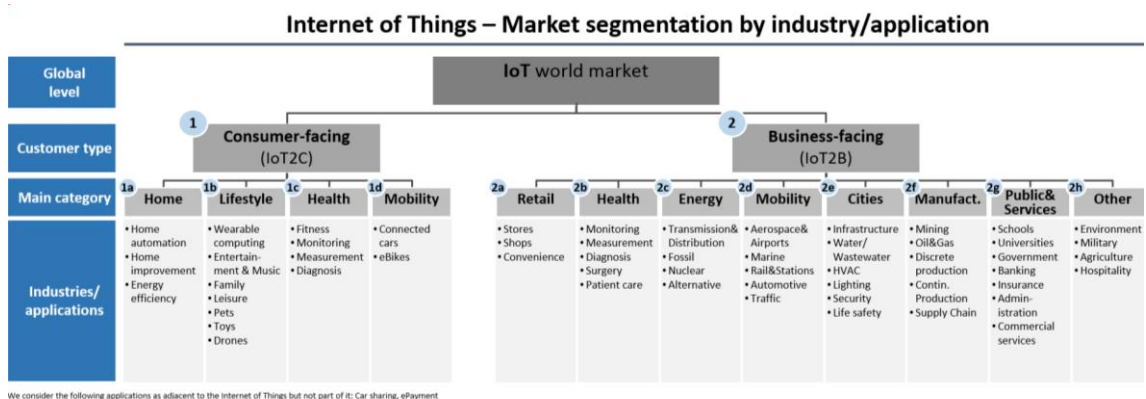 Internet of Things – Market segmentation by industry/application
Global
level
IoT world market
Customer type
1
Consumer-facing
(IoT2C)
2
Business-facing
(IoT2B)
Main category
1a
Home
1b
Lifestyle
1c
Health
1d
Mobility
2a
Retail
2b
Health
2c
Energy
2d
Mobility
2e
Cities
2f
Manufact.
2g
Public&
Services
2h
Other
Industries/
applications
• Home
automation
• Home
improvement
• Energy
efficiency
• Wearable
computing
• Entertain-
ment & Music
• Family
• Leisure
• Pets
• Toys
• Drones
• Fitness
• Monitoring
• Measurement
• Diagnosis
• Connected
cars
• eBikes
• Stores
• Shops
• Convenience
• Monitoring
• Measurement
• Diagnosis
• Surgery
• Patient care
• Transmission&
Distribution
• Fossil
• Nuclear
• Alternative
• Aerospace&
Airports
• Marine
• Rail&Stations
• Automotive
• Traffic
• Infrastructure
• Water/
Wastewater
• HVAC
• Lighting
• Security
• Life safety
• Mining
• Oil&Gas
• Discrete
production
• Contin.
Production
• Supply Chain
• Schools
• Universities
• Government
• Banking
• Insurance
• Admin-
istration
• Commercial
services
• Environment
• Military
• Agriculture
• Hospitality
We consider the following applications as adjacent to the Internet of Things but not part of it: Car sharing, ePayment